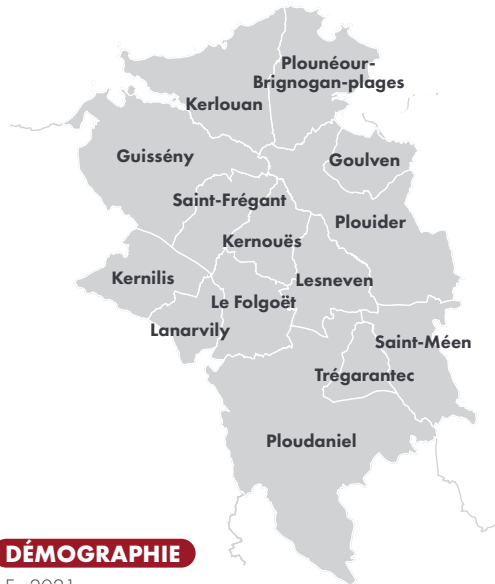 Plounéour-
Brignogan-plages
Kerlouan
Guissény
Goulven
Saint-Frégant
Plouider
Kernouës
Kernilis
Lesneven
Le Folgoët
Lanarvily
Saint-Méen
Trégarantec
Ploudaniel
DÉMOGRAPHIE
2021